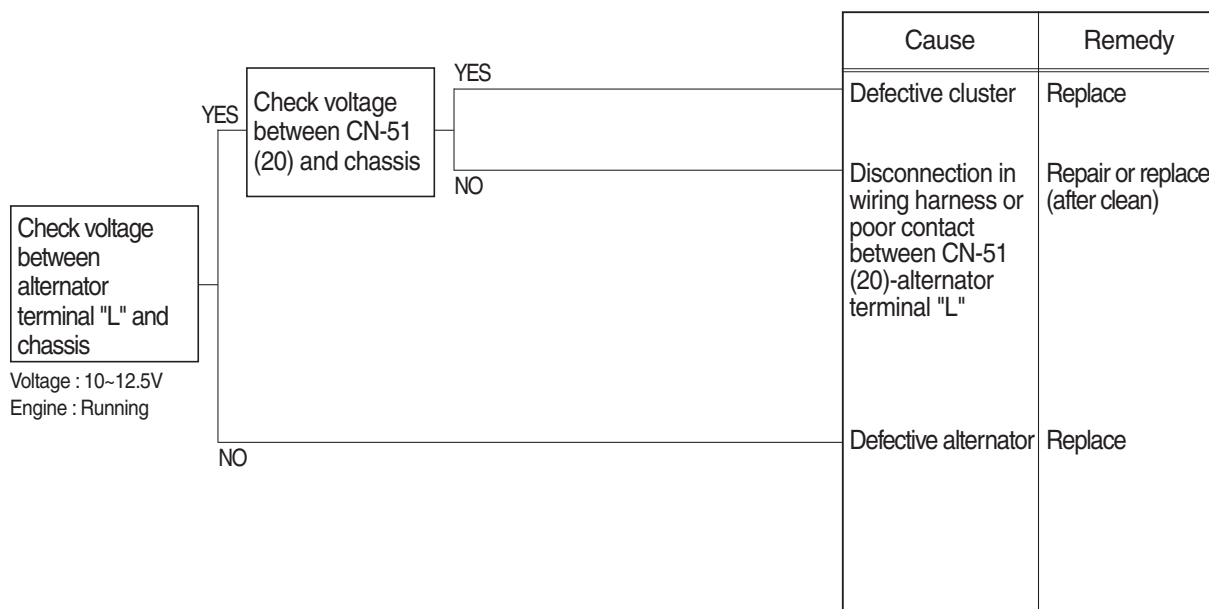 Cause
Remedy
YES
Defective cluster
Replace
YES
Check voltage
between CN-51
(20) and chassis
NO
Disconnection in
wiring harness or
poor contact
between CN-51
(20)-alternator
terminal "L"
Repair or replace
(after clean)
Check voltage
between
alternator
terminal "L" and
chassis
Voltage : 10~12.5V
Engine : Running
NO
Defective alternator
Replace